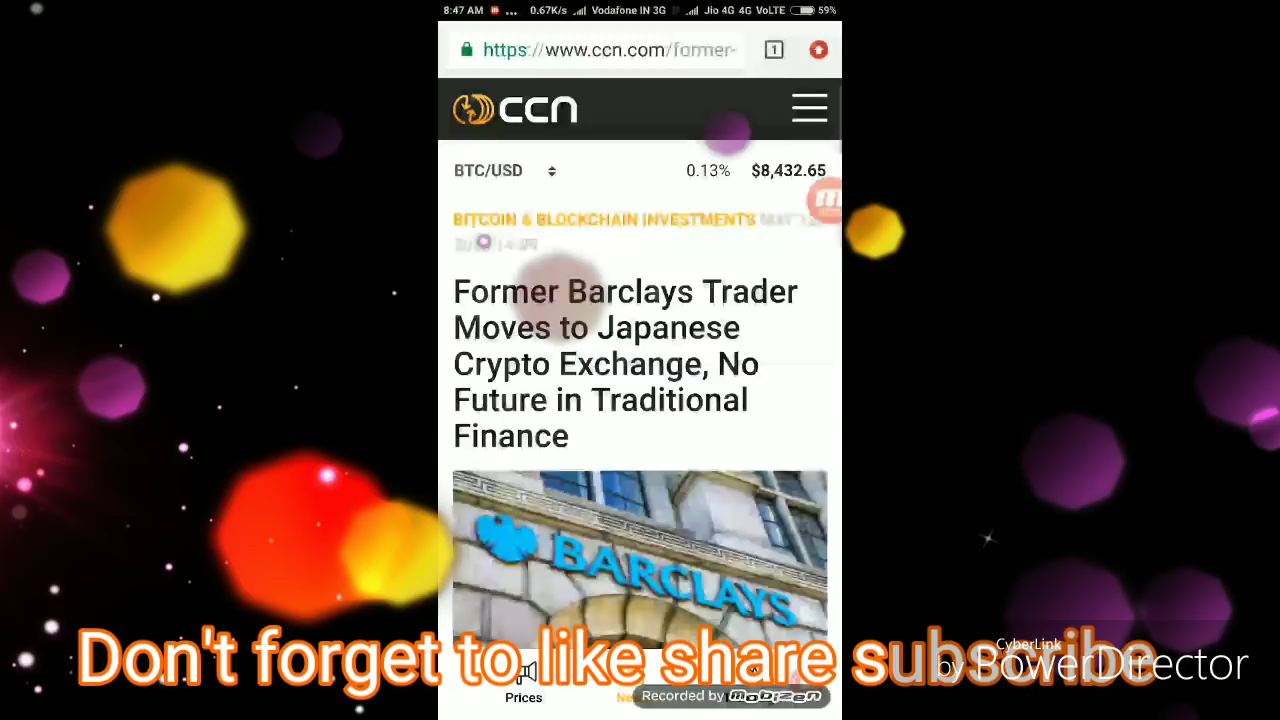 8:47 AM ... 0.67K/s Vodafone IN 3G Jio 4G 4G VoLTE 59%
https://www.ccn.com/former-
1
ccn
BTC/USD 0.13% $8,432.65
BITCOIN & BLOCKCHAIN INVESTMENTS
Former Barclays Trader
Moves to Japanese
Crypto Exchange, No
Future in Traditional
Finance
BARCLAYS
Don't forget to like share subscribe
CyberLink
by PowerDirector
Prices
Recorded by mobizen